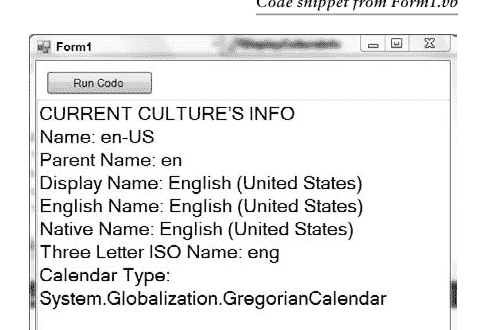 Code snippet from Form1.vb
Form1
Run Code
CURRENT CULTURE'S INFO
Name: en-US
Parent Name: en
Display Name: English (United States)
English Name: English (United States)
Native Name: English (United States)
Three Letter ISO Name: eng
Calendar Type:
System.Globalization.GregorianCalendar